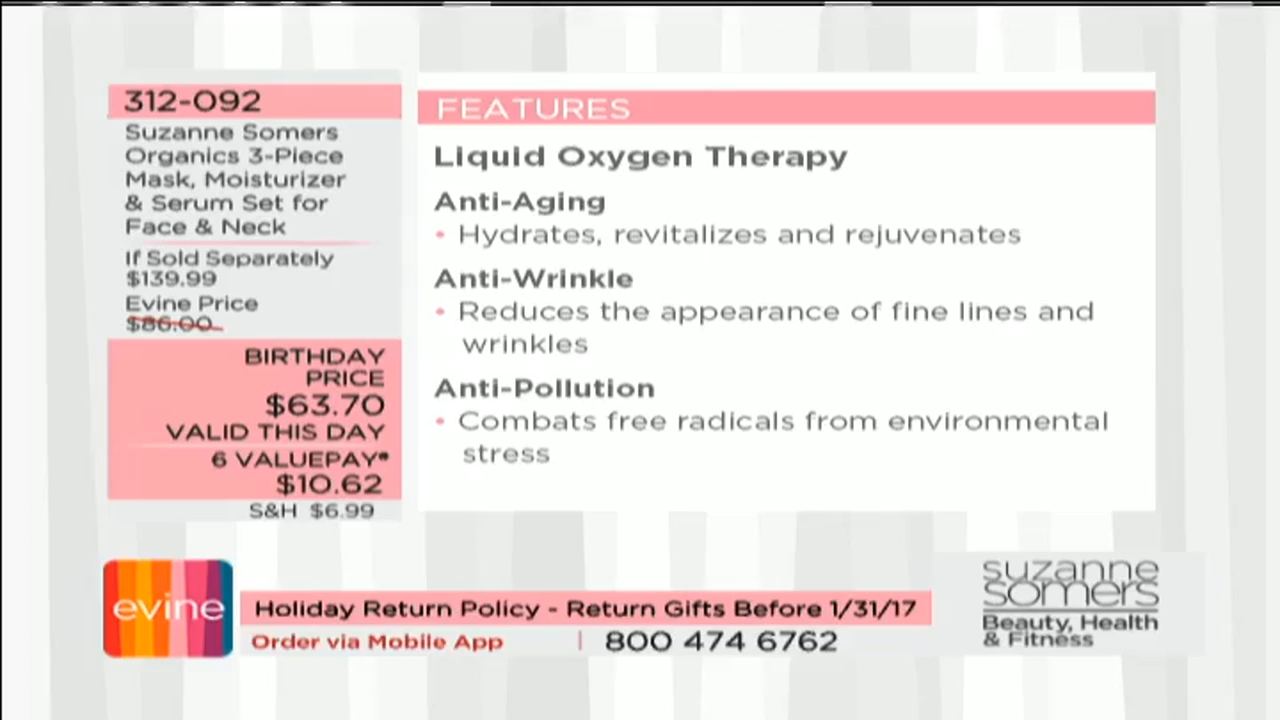 312-092
Suzanne Somers
Organics 3-Piece
Mask, Moisturizer
& Serum Set for
Face & Neck
If Sold Separately
$139.99
Evine Price
$86.00
BIRTHDAY
PRICE
$63.70
VALID THIS DAY
6 VALUEPAY®
$10.62
S&H $6.99
FEATURES
Liquid Oxygen Therapy
Anti-Aging
• Hydrates, revitalizes and rejuvenates
Anti-Wrinkle
• Reduces the appearance of fine lines and
wrinkles
Anti-Pollution
• Combats free radicals from environmental
stress
evine
Holiday Return Policy - Return Gifts Before 1/31/17
Order via Mobile App | 800 474 6762
suzanne
somers
Beauty, Health
& Fitness